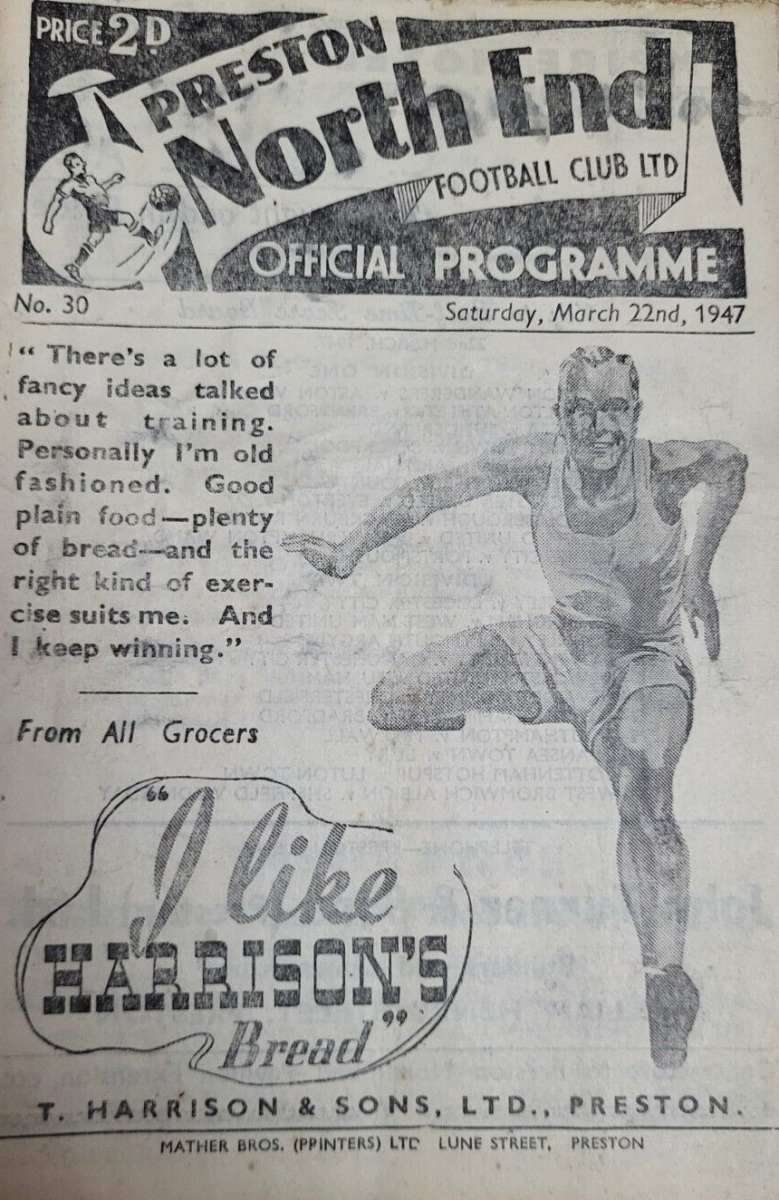 PRICE 2D
PRESTON
North End
FOOTBALL CLUB LTD
OFFICIAL PROGRAMME
No. 30
Saturday, March 22nd, 1947
“ There's a lot of
fancy ideas talked
about training.
Personally I'm old
fashioned. Good
plain food—plenty
of bread—and the
right kind of exer-
cise suits me. And
I keep winning.”
From All Grocers
“I like
HARRISON'S
Bread”
T. HARRISON & SONS, LTD., PRESTON.
MATHER BROS. (PRINTERS) LTD LUNE STREET, PRESTON